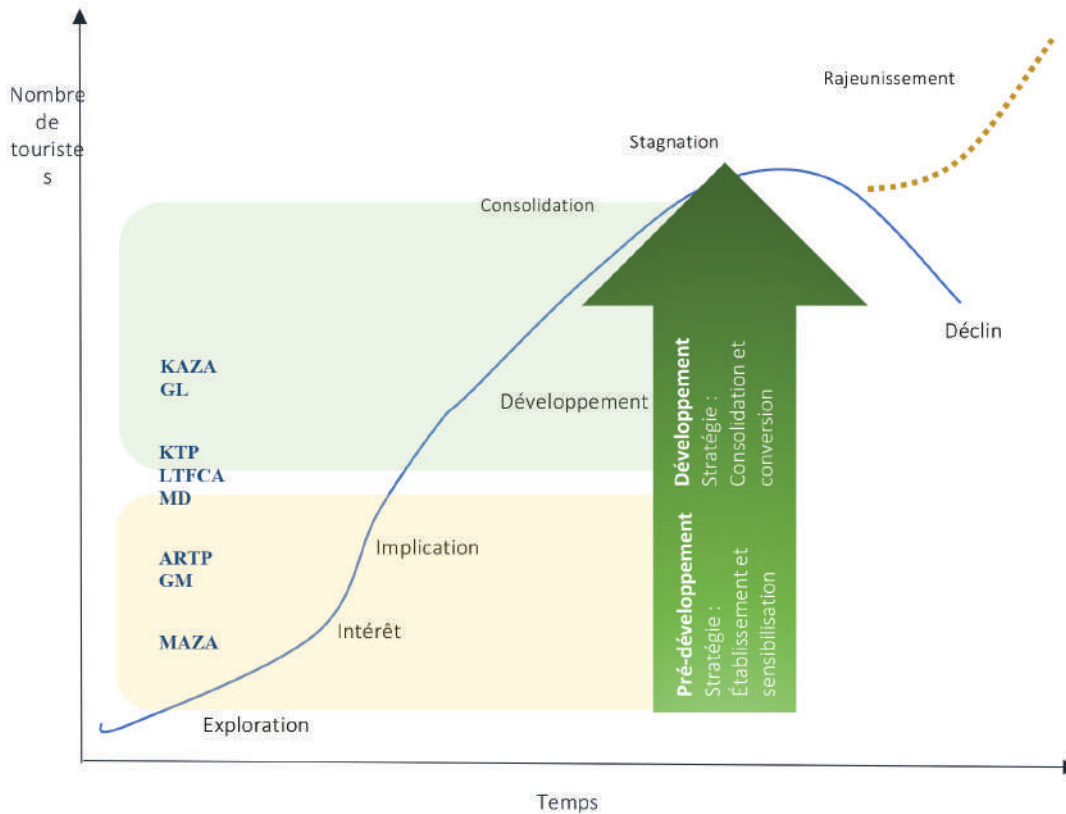 Nombre
de
touriste
s
Rajeunissement
Stagnation
Consolidation
Déclin
KAZA
GL
Développement
KTP
LTFCA
MD
Implication
ARTP
GM
Intérêt
MAZA
Exploration
Développement
Stratégie :
Consolidation et
conversion
Pré-développement
Stratégie :
Établissement et
sensibilisation
Temps